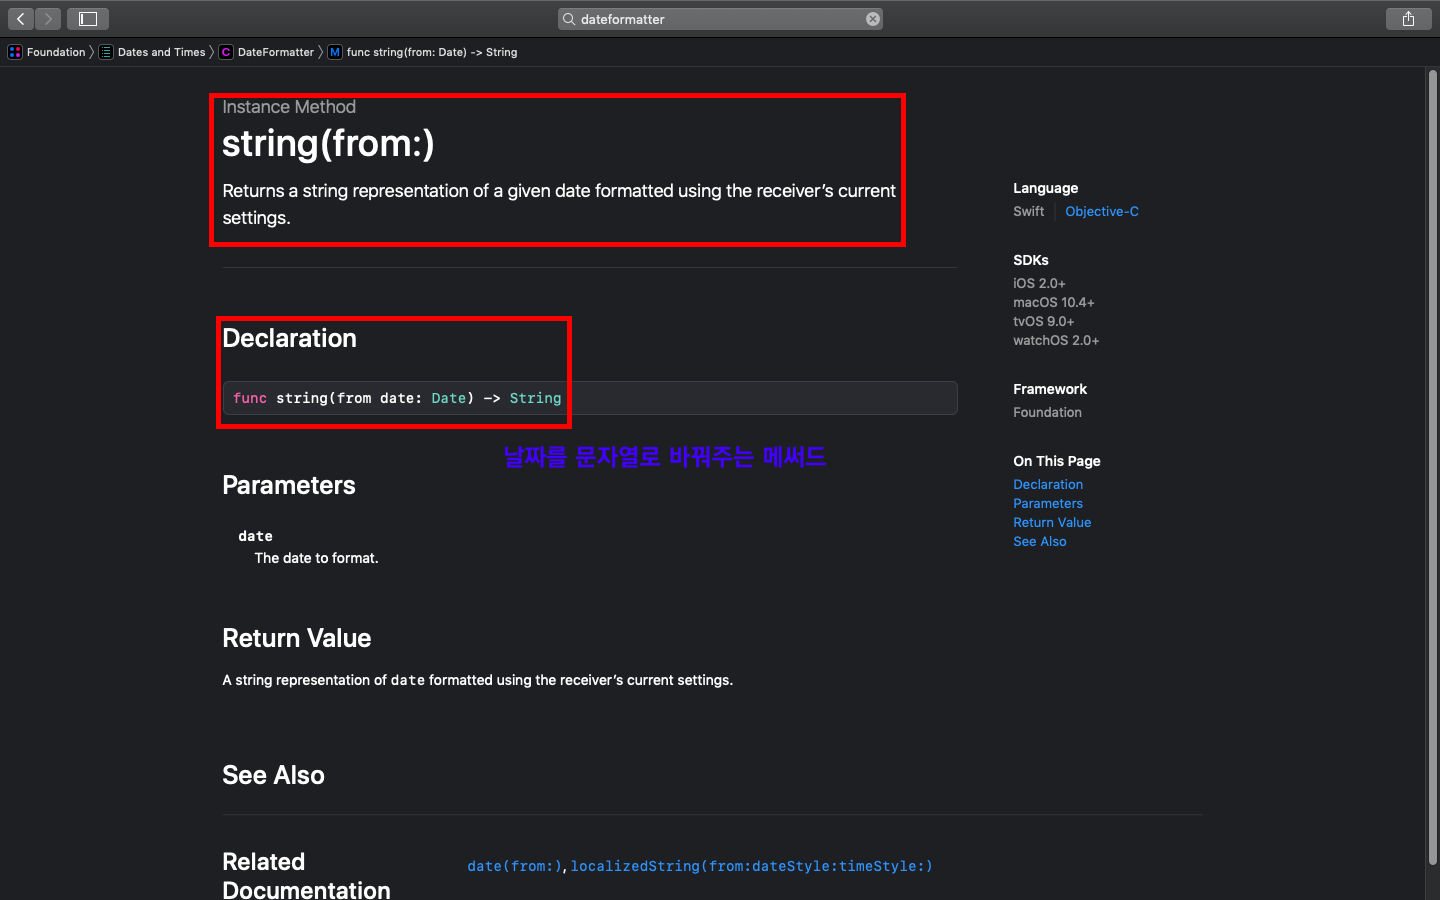 dateformatter
Foundation 〉 Dates and Times 〉 C DateFormatter 〉 M func string(from: Date) -> String
Instance Method
string(from:)
Returns a string representation of a given date formatted using the receiver’s current
settings.
Declaration
func string(from date: Date) -> String
날짜를 문자열로 바꿔주는 메써드
Parameters
date
The date to format.
Return Value
A string representation of date formatted using the receiver’s current settings.
See Also
Related
Documentation
date(from:), localizedString(from:dateStyle:timeStyle:)
Language
Swift | Objective-C
SDKs
iOS 2.0+
macOS 10.4+
tvOS 9.0+
watchOS 2.0+
Framework
Foundation
On This Page
Declaration
Parameters
Return Value
See Also